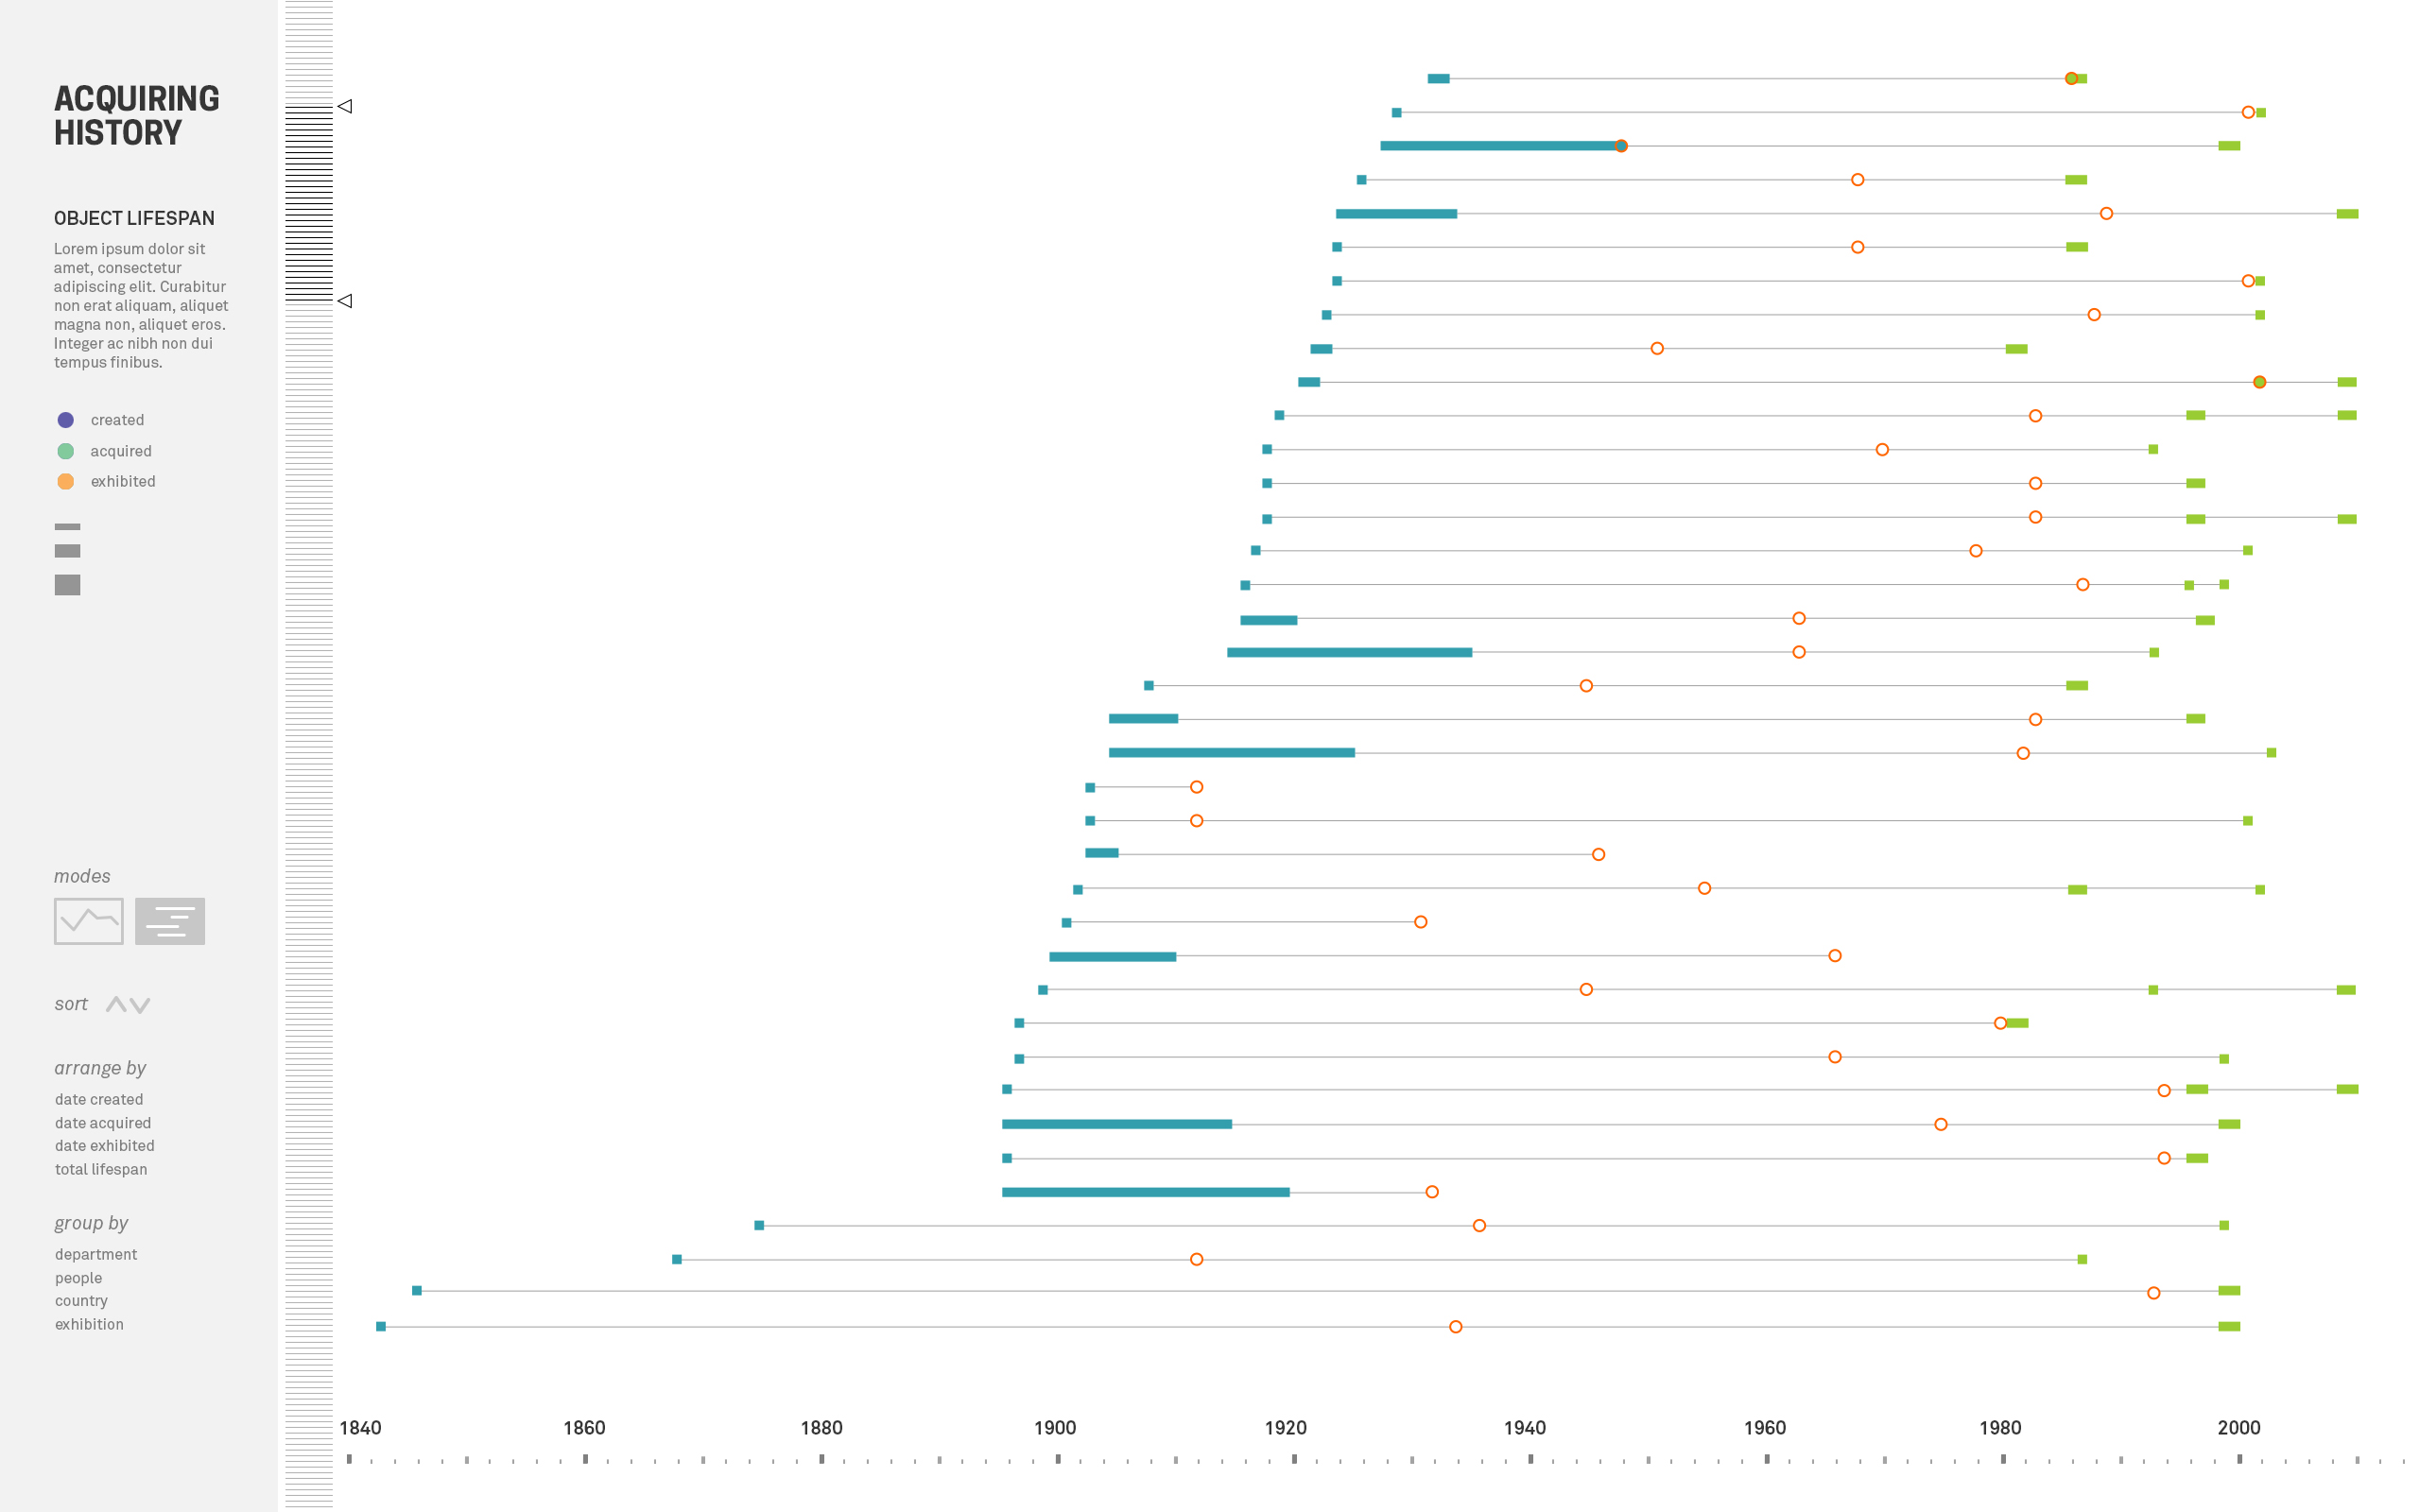 ACQUIRING
HISTORY
OBJECT LIFESPAN
Lorem ipsum dolor sit
amet, consectetur
adipiscing elit. Curabitur
non erat aliquam, aliquet
magna non, aliquet eros.
Integer ac nibh non dui
tempus finibus.
created
acquired
exhibited
modes
sort
arrange by
date created
date acquired
date exhibited
total lifespan
group by
department
people
country
exhibition
1840 1860 1880 1900 1920 1940 1960 1980 2000